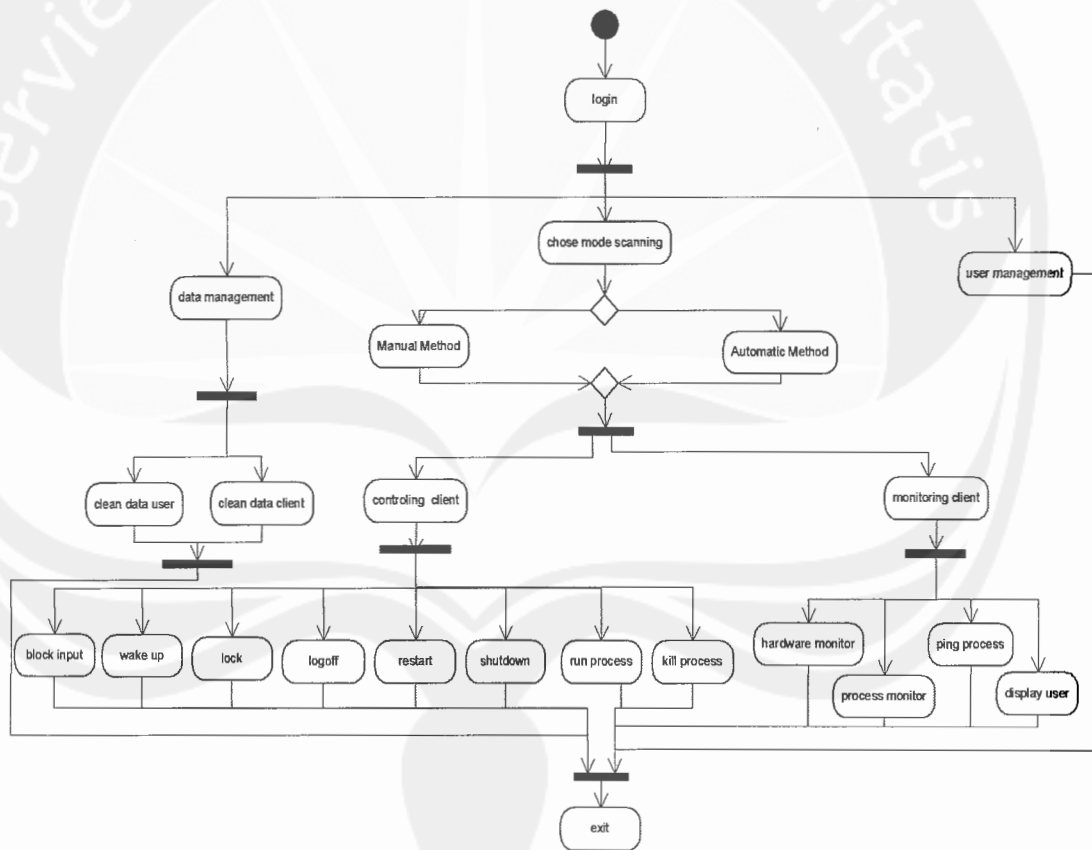 serviens
veritatis
login
chose mode scanning
user management
data management
Manual Method
Automatic Method
clean data user
clean data client
controling client
monitoring client
block input
wake up
lock
logoff
restart
shutdown
run process
kill process
hardware monitor
ping process
process monitor
display user
exit